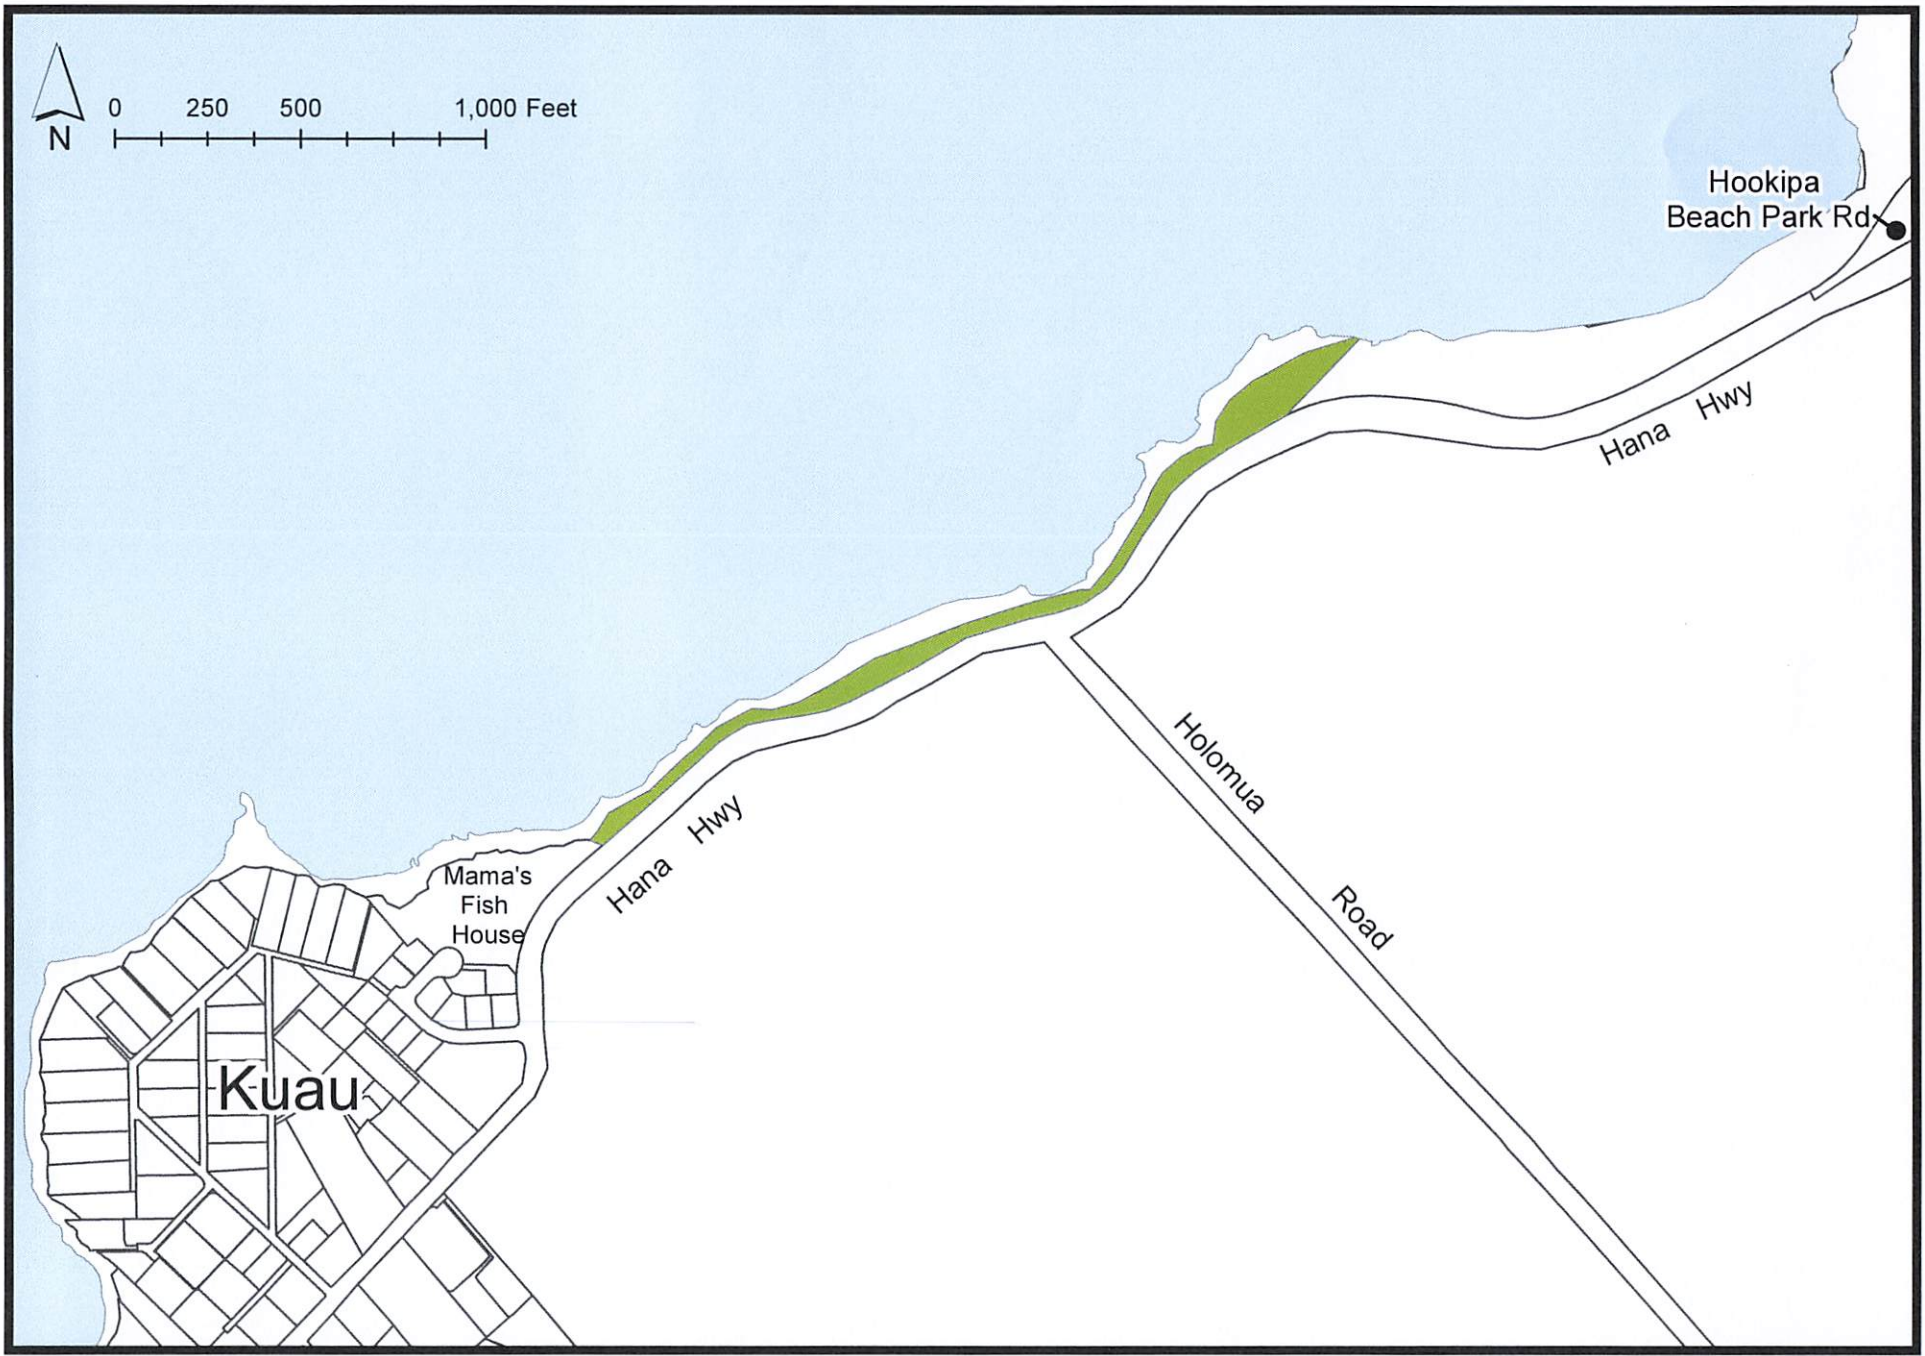 0 250 500 1,000 Feet
N
Hookipa
Beach Park Rd
Hana Hwy
Holomua Road
Hana Hwy
Mama's
Fish
House
Kuau